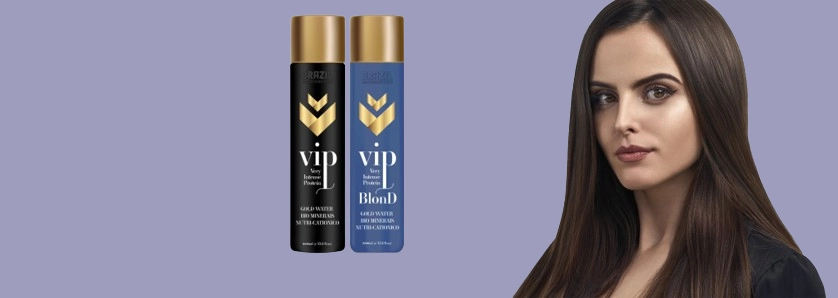 vip
Very
Intense
Protein
GOLD WATER
BIO MINERAIS
NUTRI-CATIONICO
vip
Very
Intense
Protein
BlonD
GOLD WATER
BIO MINERAIS
NUTRI-CATIONICO